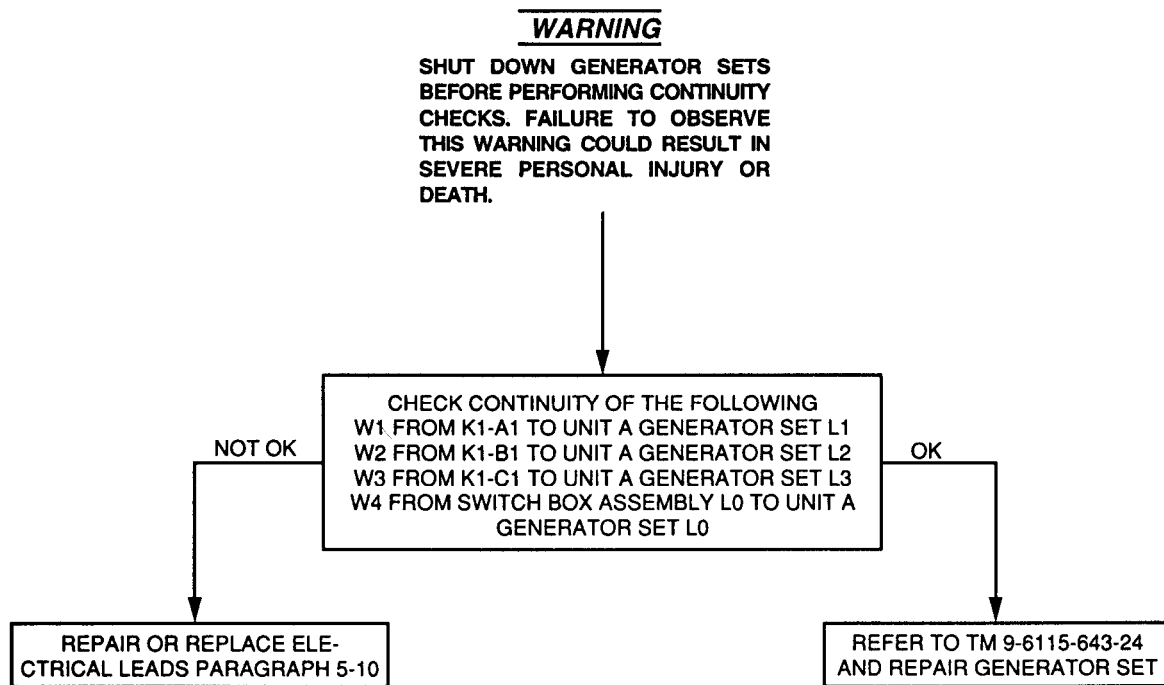 WARNING
SHUT DOWN GENERATOR SETS
BEFORE PERFORMING CONTINUITY
CHECKS. FAILURE TO OBSERVE
THIS WARNING COULD RESULT IN
SEVERE PERSONAL INJURY OR
DEATH.
CHECK CONTINUITY OF THE FOLLOWING
W1 FROM K1-A1 TO UNIT A GENERATOR SET L1
W2 FROM K1-B1 TO UNIT A GENERATOR SET L2
W3 FROM K1-C1 TO UNIT A GENERATOR SET L3
W4 FROM SWITCH BOX ASSEMBLY L0 TO UNIT A
GENERATOR SET L0
NOT OK
OK
REPAIR OR REPLACE ELE-
CTRICAL LEADS PARAGRAPH 5-10
REFER TO TM 9-6115-643-24
AND REPAIR GENERATOR SET